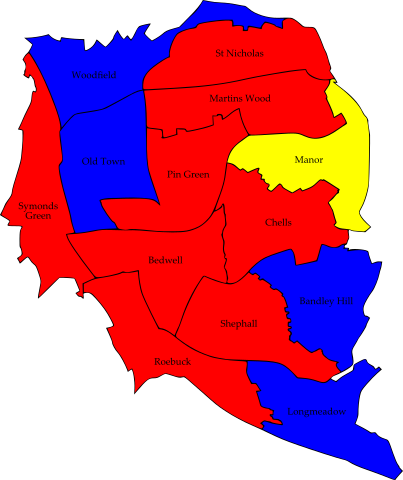 St Nicholas
Woodfield
Martins Wood
Old Town
Manor
Pin Green
Symonds
Green
Chells
Bedwell
Bandley Hill
Shephall
Roebuck
Longmeadow